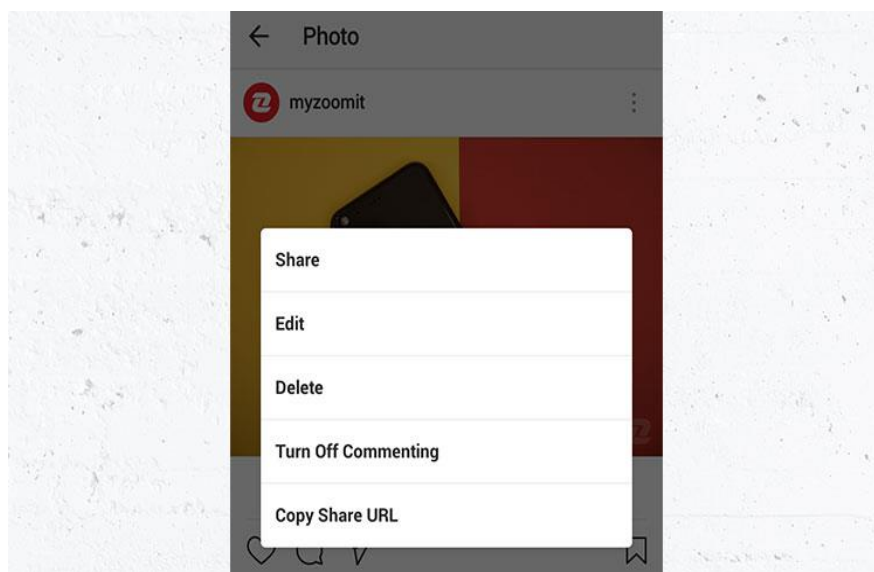 Photo
myzoomit
Share
Edit
Delete
Turn Off Commenting
Copy Share URL